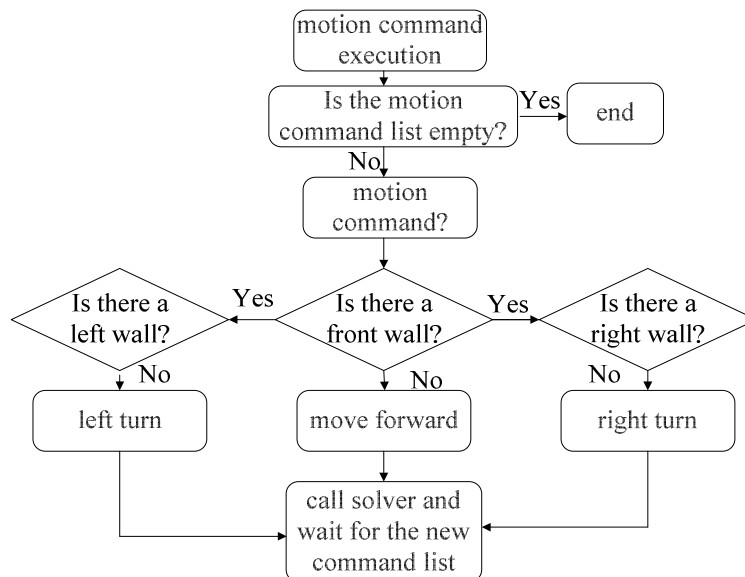 motion command
execution
Is the motion
command list empty?
Yes
end
No
motion
command?
Is there a
left wall?
Yes
Is there a
front wall?
Yes
Is there a
right wall?
No
No
No
left turn
move forward
right turn
call solver and
wait for the new
command list